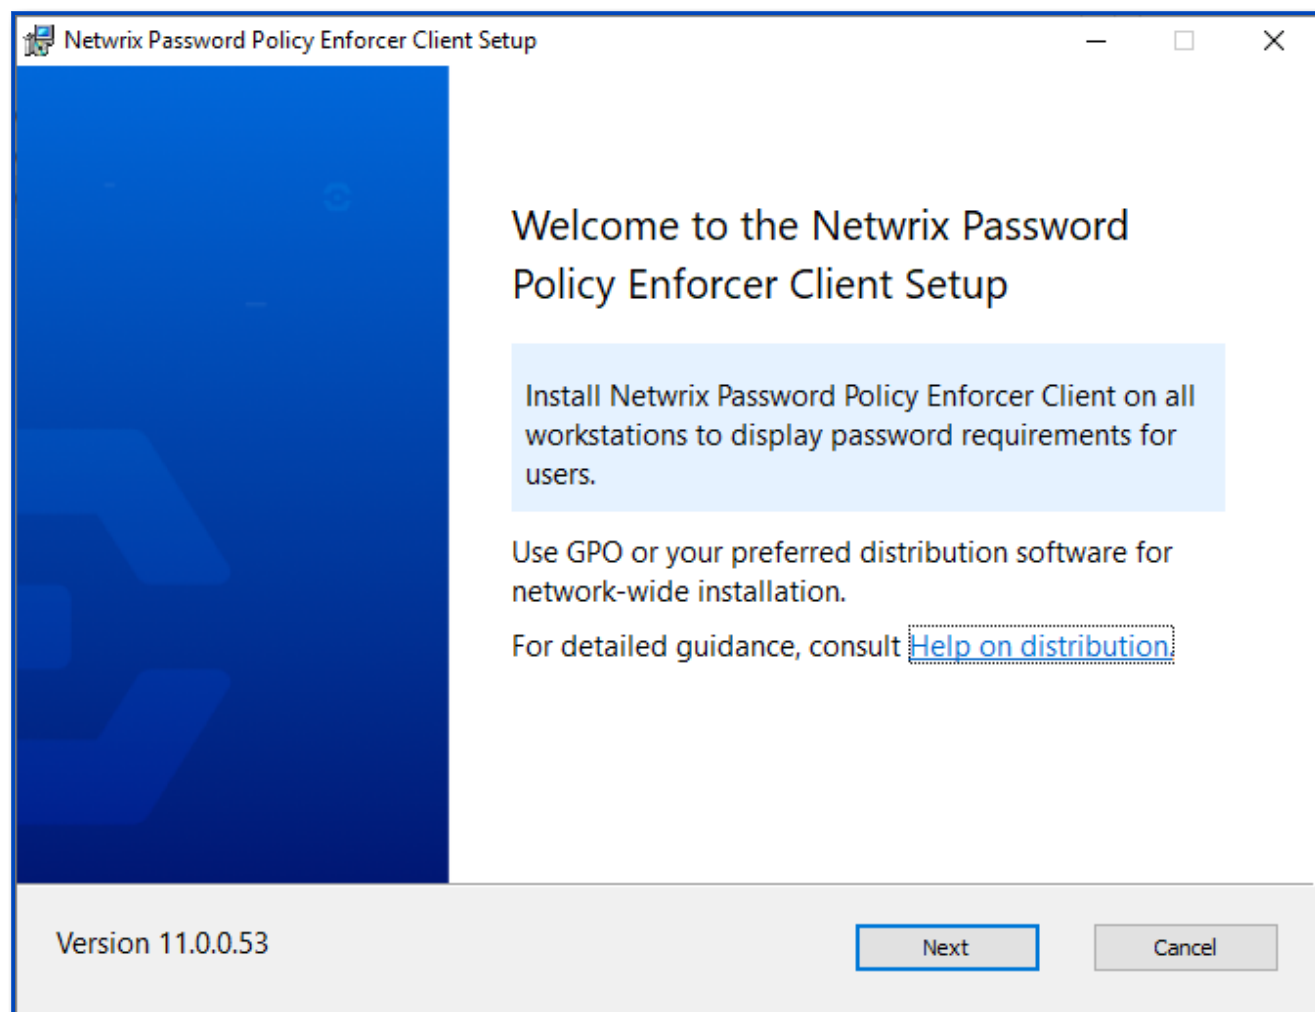 Netwrix Password Policy Enforcer Client Setup
Welcome to the Netwrix Password
Policy Enforcer Client Setup
Install Netwrix Password Policy Enforcer Client on all
workstations to display password requirements for
users.
Use GPO or your preferred distribution software for
network-wide installation.
For detailed guidance, consult Help on distribution.
Version 11.0.0.53
Next
Cancel